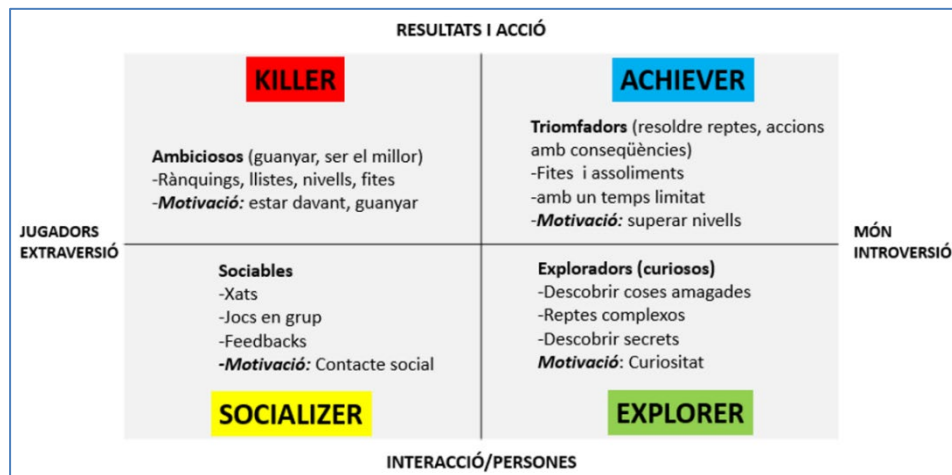 RESULTATS I ACCIÓ
KILLER
Ambiciosos (guanyar, ser el millor)
-Rànquings, llistes, nivells, fites
-Motivació: estar davant, guanyar
ACHIEVER
Triomfadors (resoldre reptes, accions
amb conseqüències)
-Fites i assoliments
-amb un temps limitat
-Motivació: superar nivells
JUGADORS
EXTRAVERSIÓ
MÓN
INTROVERSIÓ
Sociables
-Xats
-Jocs en grup
-Feedbacks
-Motivació: Contacte social
SOCIALIZER
Exploradors (curiosos)
-Descobrir coses amagades
-Reptes complexos
-Descobrir secrets
Motivació: Curiositat
EXPLORER
INTERACCIÓ/PERSONES